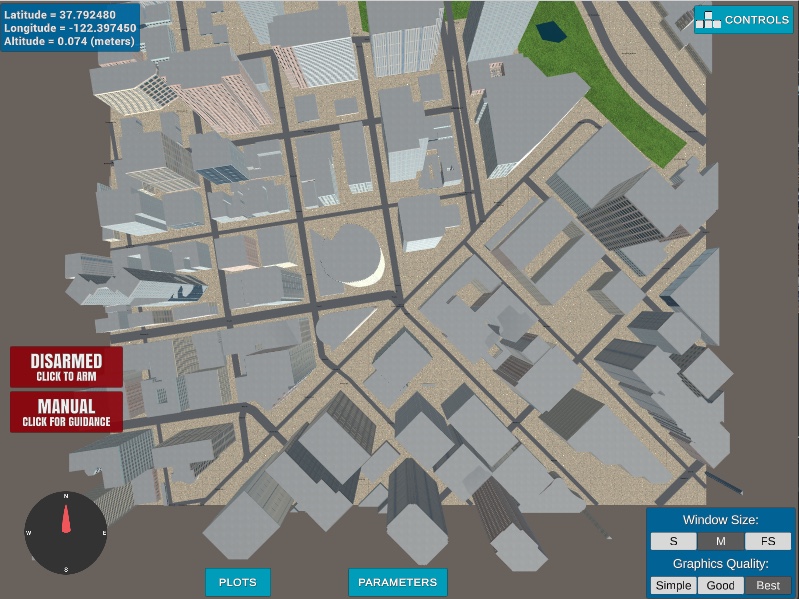 Latitude = 37.792480
Longitude = -122.397450
Altitude = 0.074 (meters)
CONTROLS
DISARMED
CLICK TO ARM
MANUAL
CLICK FOR GUIDANCE
N
W E
S
PLOTS
PARAMETERS
Window Size:
S M FS
Graphics Quality:
Simple Good Best